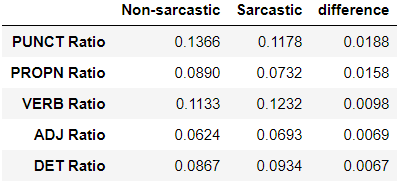 Non-sarcastic Sarcastic difference
PUNCT Ratio 0.1366 0.1178 0.0188
PROPN Ratio 0.0890 0.0732 0.0158
VERB Ratio 0.1133 0.1232 0.0098
ADJ Ratio 0.0624 0.0693 0.0069
DET Ratio 0.0867 0.0934 0.0067